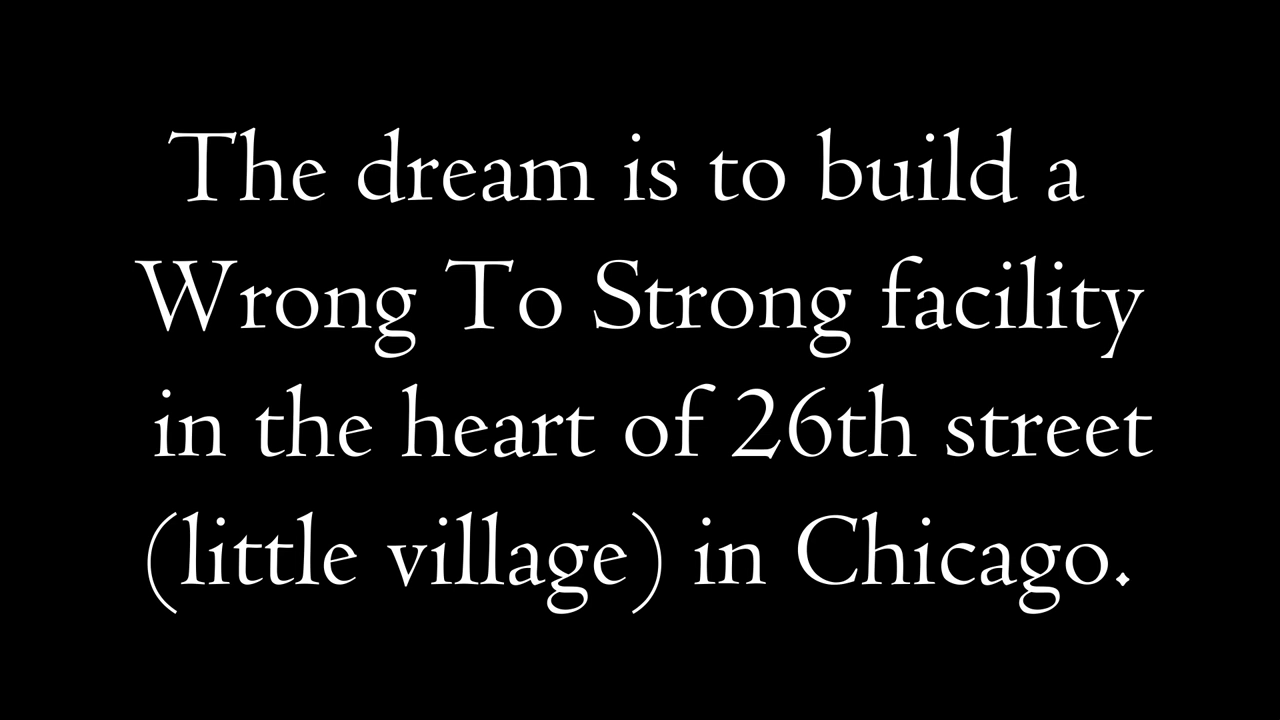 The dream is to build a
Wrong To Strong facility
in the heart of 26th street
(little village) in Chicago.